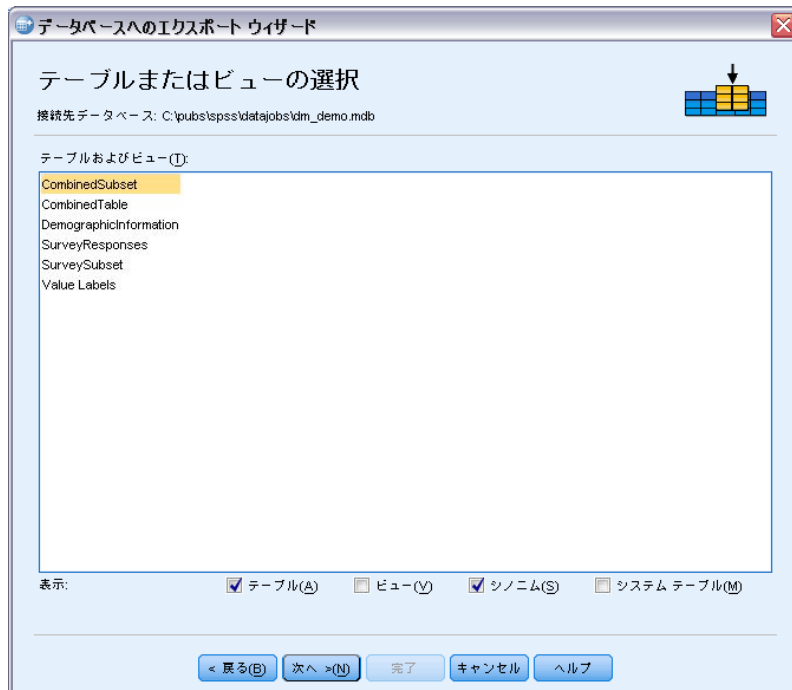 データベースへのエクスポート ウィザード
テーブルまたはビューの選択
接続先データベース: C:\pubs\spss\datajobs\dm_demo.mdb
テーブルおよびビュー(T):
CombinedSubset
CombinedTable
DemographicInformation
SurveyResponses
SurveySubset
Value Labels
表示: テーブル(A) ビュー(V) シノニム(S) システム テーブル(M)
< 戻る(B) 次へ >(N) 完了 キャンセル ヘルプ